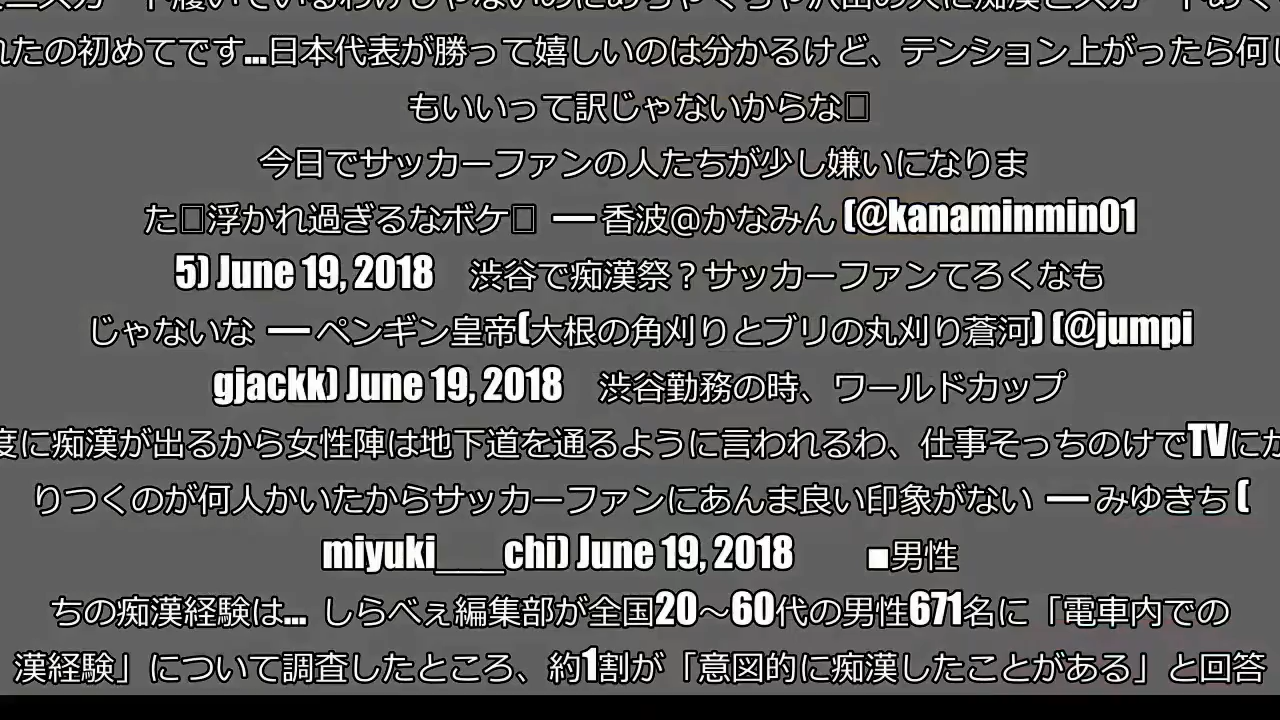 れたの初めてです...日本代表が勝って嬉しいのは分かるけど、テンション上がったら何し
もいいって訳じゃないからな□
今日でサッカーファンの人たちが少し嫌いになりま
た□浮かれ過ぎるなボケ□ — 香波@かなみん (@kanaminmin01
5) June 19, 2018 渋谷で痴漢祭？サッカーファンてろくなも
じゃないな — ペンギン皇帝(大根の角刈りとブリの丸刈り蒼河) (@jumpi
gjackk) June 19, 2018 渋谷勤務の時、ワールドカップ
度に痴漢が出るから女性陣は地下道を通るように言われるわ、仕事そっちのけでTVにか
りつくのが何人かいたからサッカーファンにあんま良い印象がない — みゆきち (
miyuki___chi) June 19, 2018 ■男性
ちの痴漢経験は... しらべぇ編集部が全国20～60代の男性671名に「電車内での
漢経験」について調査したところ、約1割が「意図的に痴漢したことがある」と回答